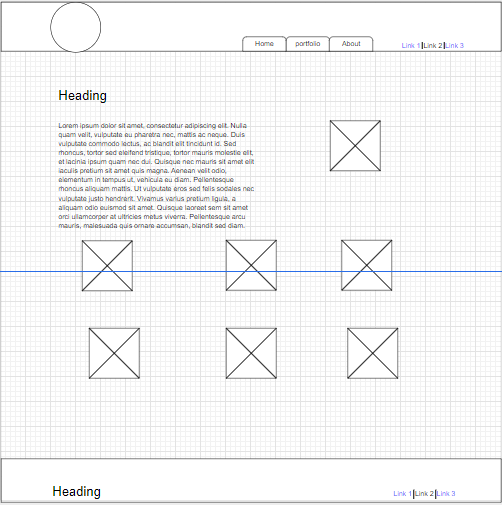 Home portfolio About Link 1 Link 2 Link 3
Heading
Lorem ipsum dolor sit amet, consectetur adipiscing elit. Nulla
quam velit, vulputate eu pharetra nec, mattis ac neque. Duis
vulputate commodo lectus, ac blandit elit tincidunt id. Sed
rhoncus, tortor sed eleifend tristique, tortor mauris molestie elit,
et lacinia ipsum quam nec dui. Quisque nec mauris sit amet elit
iaculis pretium sit amet quis magna. Aenean velit odio,
elementum in tempus ut, vehicula eu diam. Pellentesque
rhoncus aliquam mattis. Ut vulputate eros sed felis sodales nec
vulputate justo hendrerit. Vivamus varius pretium ligula, a
aliquam odio euismod sit amet. Quisque laoreet sem sit amet
orci ullamcorper at ultricies metus viverra. Pellentesque arcu
mauris, malesuada quis ornare accumsan, blandit sed diam.
Heading
Link 1 Link 2 Link 3